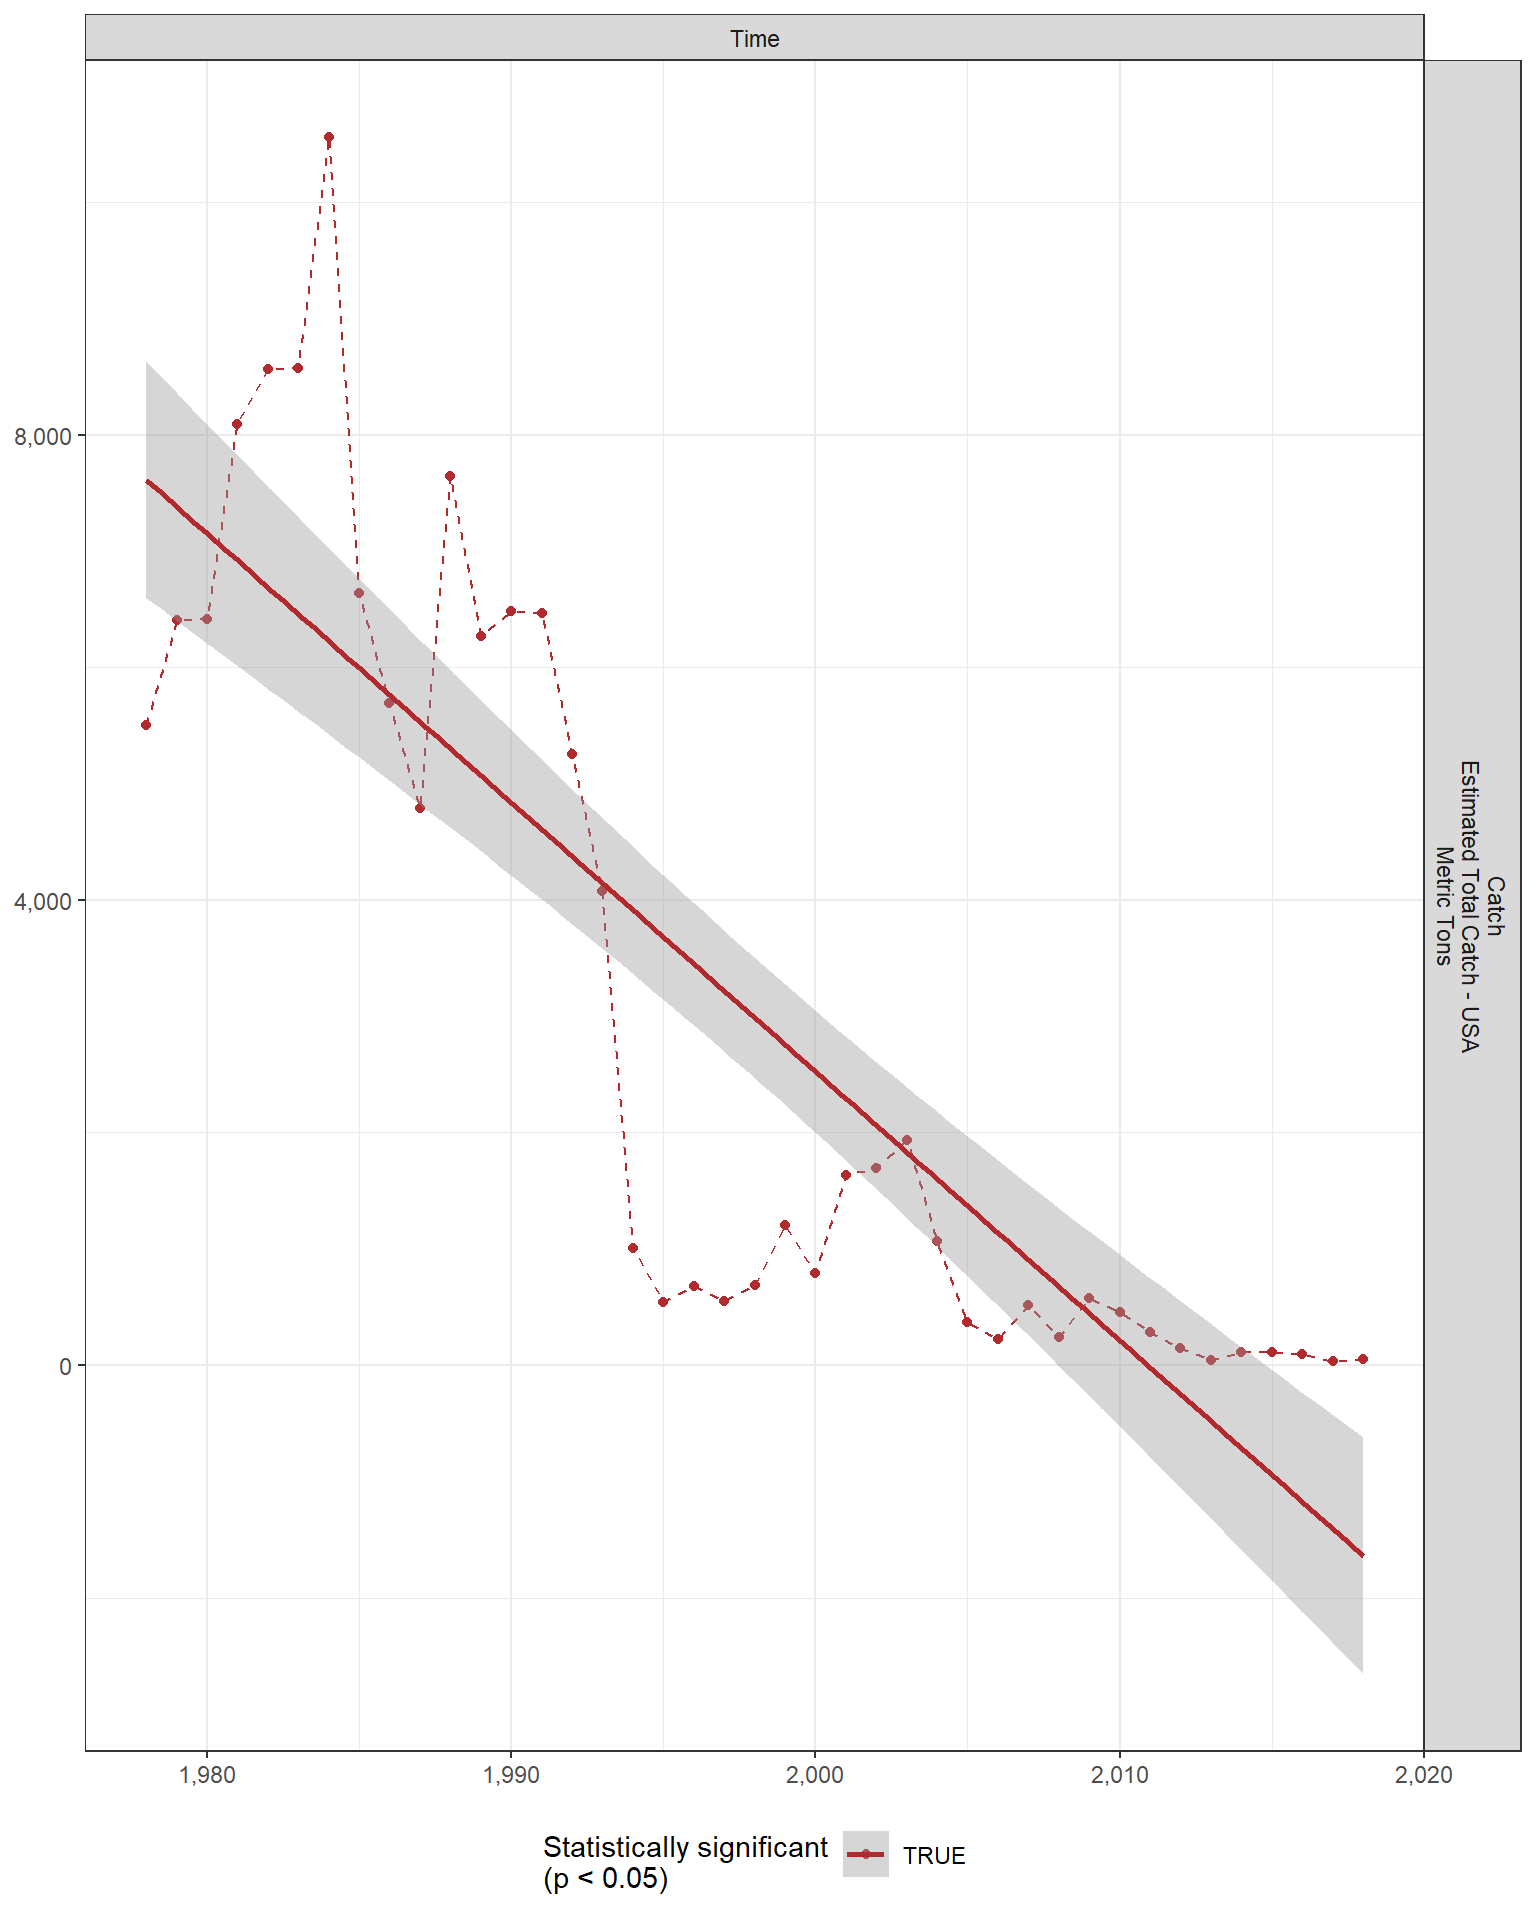 Time
8,000
4,000
0
Catch
Estimated Total Catch - USA
Metric Tons
1,980
1,990
2,000
2,010
2,020
Statistically significant
(p < 0.05)
TRUE